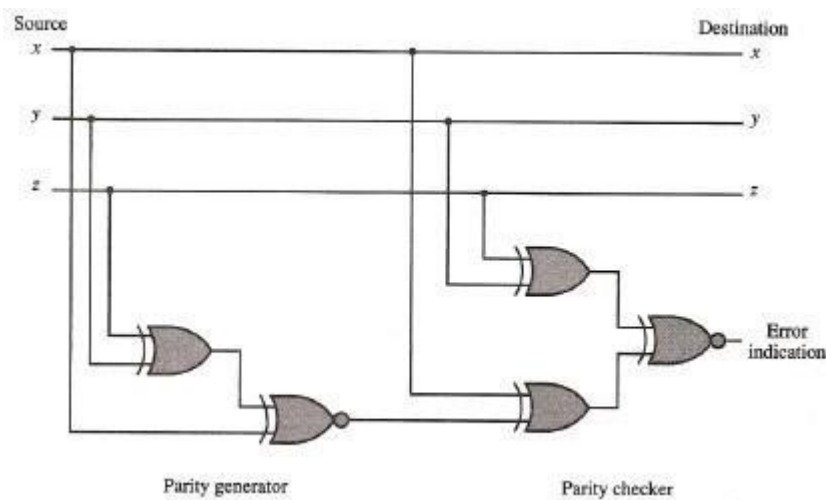 Source
Destination
x
x
y
y
z
z
Error
indication
Parity generator
Parity checker